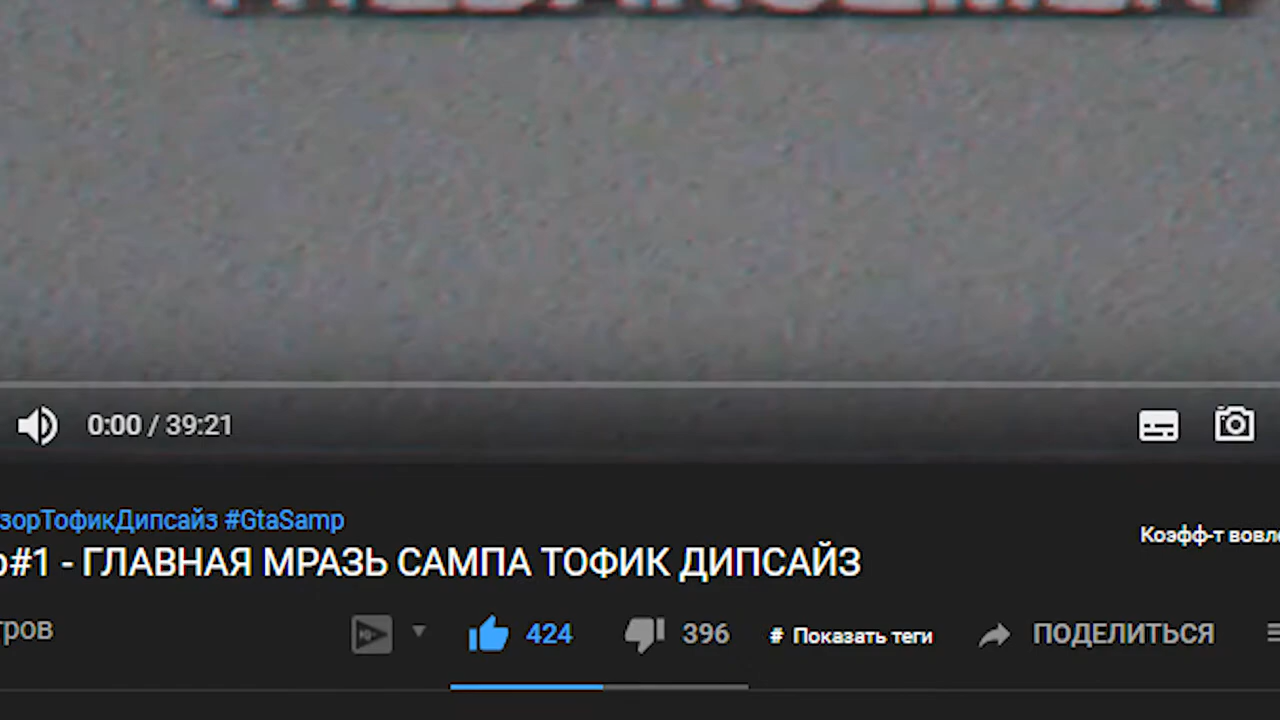 0:00 / 39:21
зорТофикДипсайз #GtaSamp
Коэфф-т вовле
р#1 - ГЛАВНАЯ МРАЗЬ САМПА ТОФИК ДИПСАЙЗ
тров
424
396
# Показать теги
ПОДЕЛИТЬСЯ